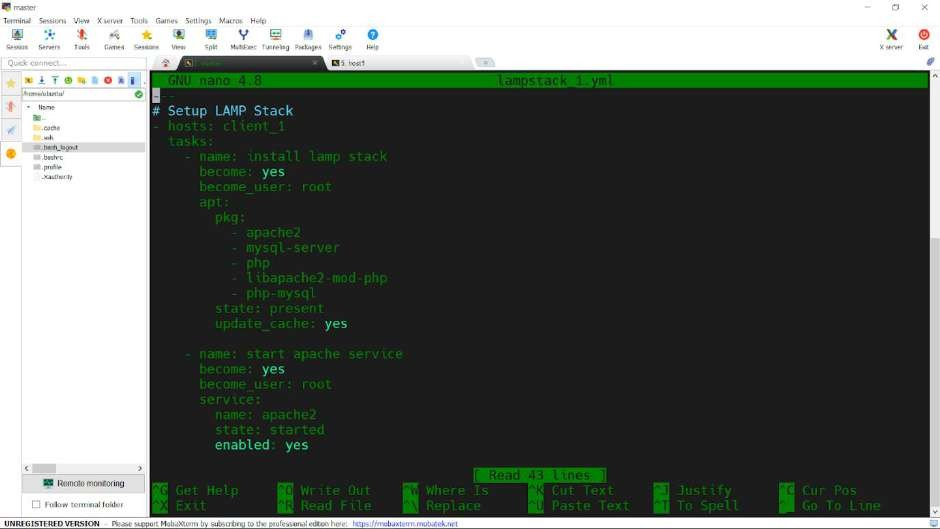 master
Terminal Sessions View X server Tools Games Settings Macros Help
Session Servers Tools Games Sessions View Split MultiExec Tunneling Packages Settings Help X server Exit
Quick connect...
5. host1
/home/ubuntu/
Name
..
.cache
.ssh
.bash_logout
.bashrc
.profile
.Xauthority
GNU nano 4.8 lampstack_1.yml
---
# Setup LAMP Stack
- hosts: client_1
tasks:
- name: install lamp stack
become: yes
become_user: root
apt:
pkg:
- apache2
- mysql-server
- php
- libapache2-mod-php
- php-mysql
state: present
update_cache: yes
- name: start apache service
become: yes
become_user: root
service:
name: apache2
state: started
enabled: yes
[ Read 43 lines ]
^G Get Help ^O Write Out ^W Where Is ^K Cut Text ^J Justify ^C Cur Pos
^X Exit ^R Read File ^\ Replace ^U Paste Text ^T To Spell ^_ Go To Line
Remote monitoring
Follow terminal folder
UNREGISTERED VERSION - Please support MobaXterm by subscribing to the professional edition here: https://mobaxterm.mobatek.net